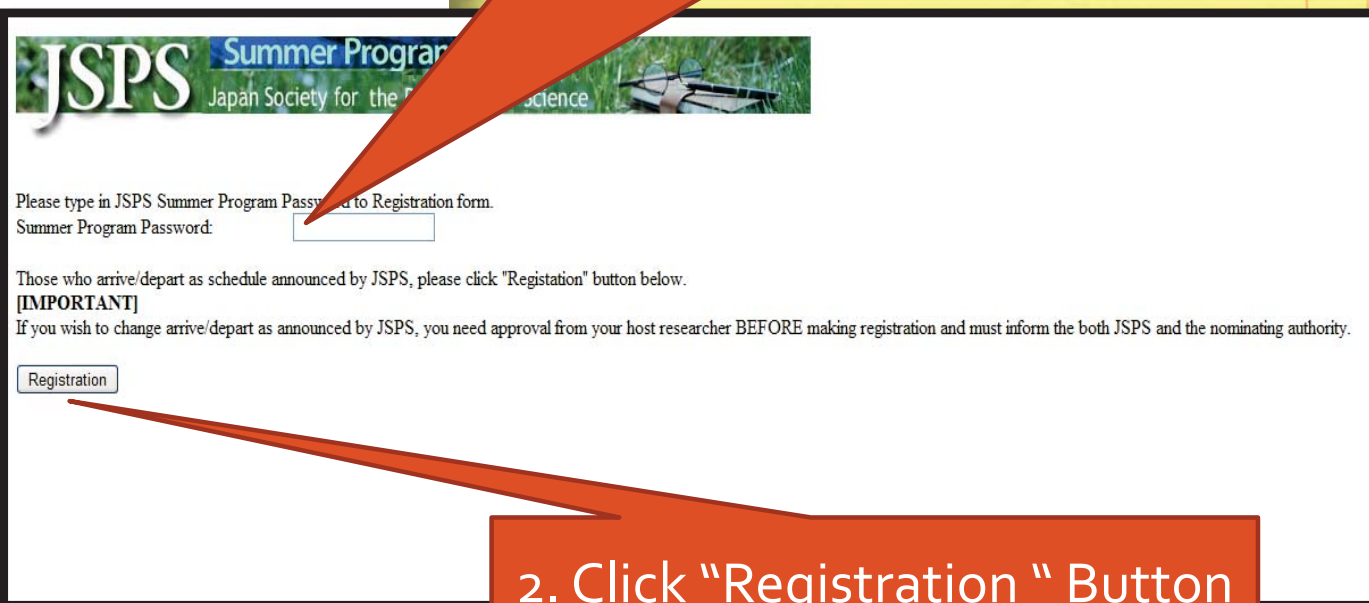 JSPS Summer Progra
Japan Society for the Science
Please type in JSPS Summer Program to Registration form.
Summer Program Password:
Those who arrive/depart as schedule announced by JSPS, please click "Registation" button below.
[IMPORTANT]
If you wish to change arrive/depart as announced by JSPS, you need approval from your host researcher BEFORE making registration and must inform the both JSPS and the nominating authority.
Registration
2. Click “Registration “ Button